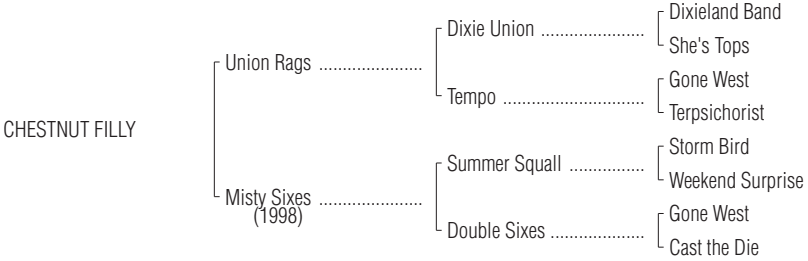 Dixieland Band
Dixie Union ......................
She's Tops
Union Rags ......................
Gone West
Tempo ..............................
Terpsichorist
CHESTNUT FILLY
Storm Bird
Summer Squall ................
Weekend Surprise
Misty Sixes ......................
(1998)
Gone West
Double Sixes ....................
Cast the Die